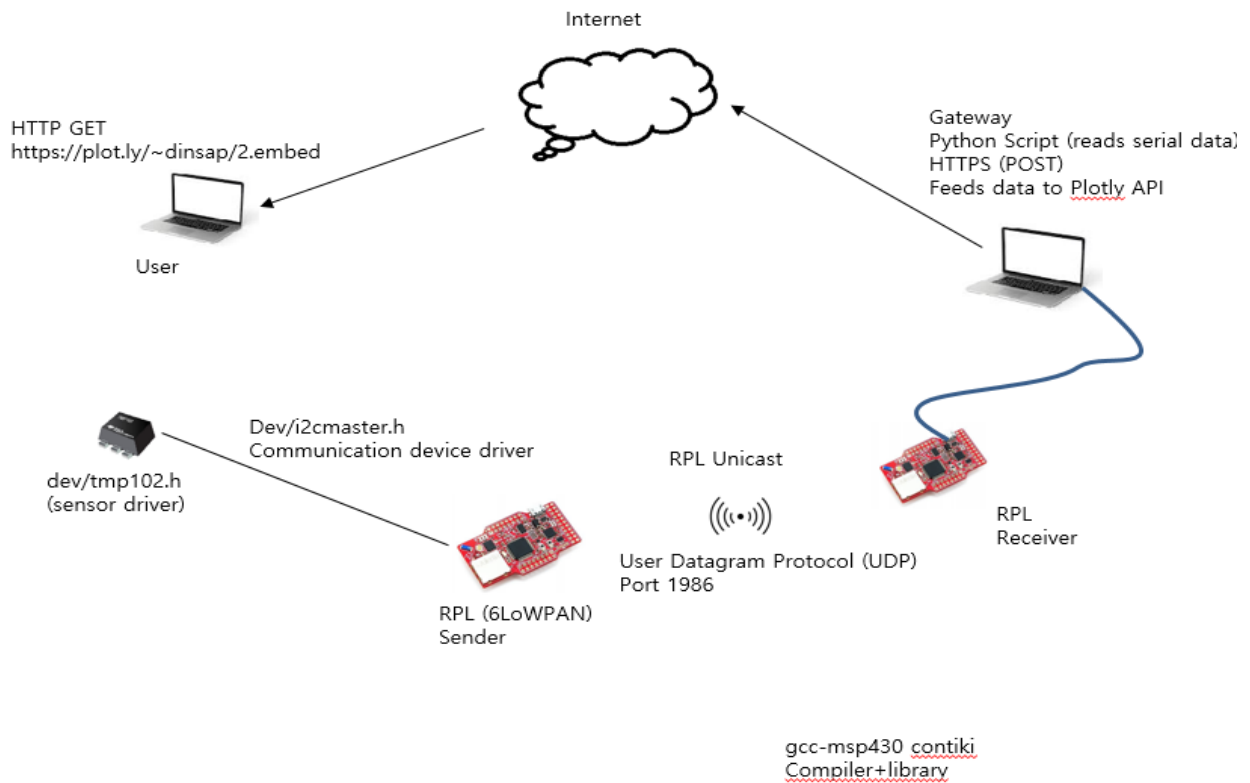 Internet
HTTP GET
https://plot.ly/~dinsap/2.embed
User
Gateway
Python Script (reads serial data)
HTTPS (POST)
Feeds data to Plotly API
dev/tmp102.h
(sensor driver)
Dev/i2cmaster.h
Communication device driver
RPL (6LoWPAN)
Sender
RPL Unicast
User Datagram Protocol (UDP)
Port 1986
RPL
Receiver
gcc-msp430 contiki
Compiler+library